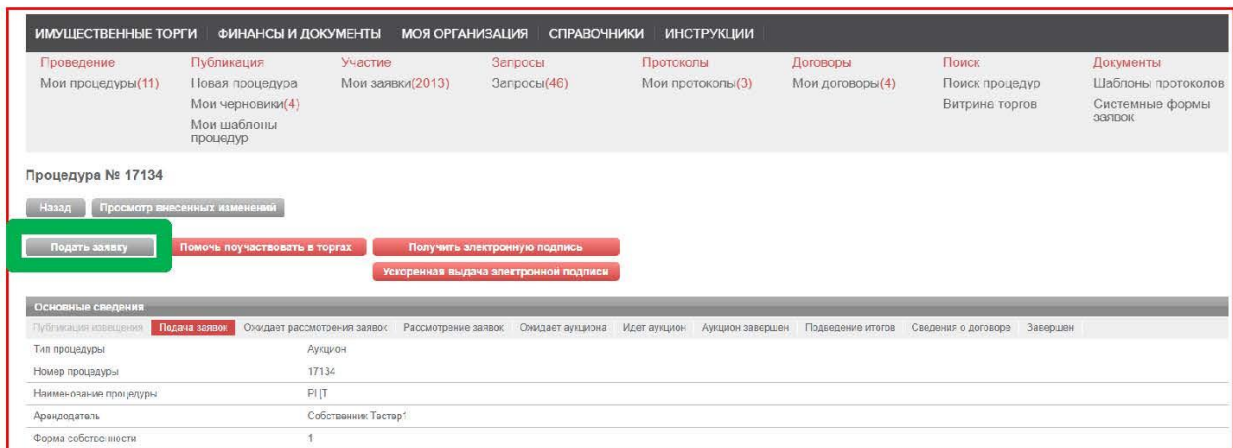 ИМУЩЕСТВЕННЫЕ ТОРГИ ФИНАНСЫ И ДОКУМЕНТЫ МОЯ ОРГАНИЗАЦИЯ СПРАВОЧНИКИ ИНСТРУКЦИИ
Проведение Публикация Участие Запросы Протоколы Договоры Поиск Документы
Мои процедуры(11) Новая процедура Мои заявки(2013) Запросы(46) Мои протоколы(3) Мои договоры(4) Поиск процедур Шаблоны протоколов
Мои черновики(4) Витрина торгов Системные формы заявок
Мои шаблоны процедур
Процедура № 17134
Назад Просмотр внесенных изменений
Подать заявку Помочь поучаствовать в торгах Получить электронную подпись
Ускоренная выдача электронной подписи
Основные сведения
Публикация извещения Подача заявок Ожидает рассмотрения заявок Рассмотрение заявок Ожидает аукциона Идет аукцион Аукцион завершен Подведение итогов Сведения о договоре Завершен
Тип процедуры Аукцион
Номер процедуры 17134
Наименование процедуры
Арендодатель Собственник Тестер1
Форма собственности 1